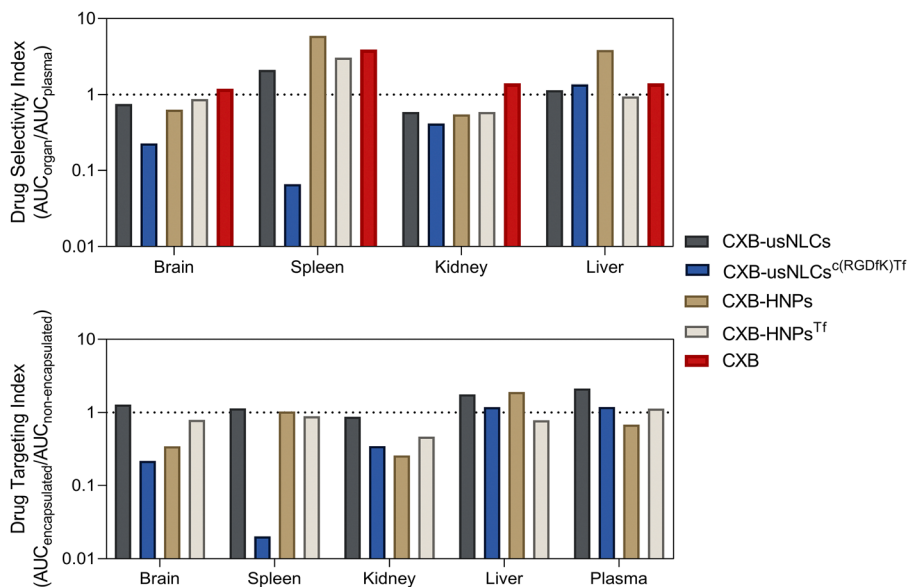 Drug Selectivity Index
(AUCorgan/AUCplasma)
10
1
0.1
0.01
Brain Spleen Kidney Liver
CXB-usNLCs
CXB-usNLCsc(RGDfK)Tf
CXB-HNPs
CXB-HNPsTf
CXB
Drug Targeting Index
(AUCencapsulated/AUCnon-encapsulated)
10
1
0.1
0.01
Brain Spleen Kidney Liver Plasma